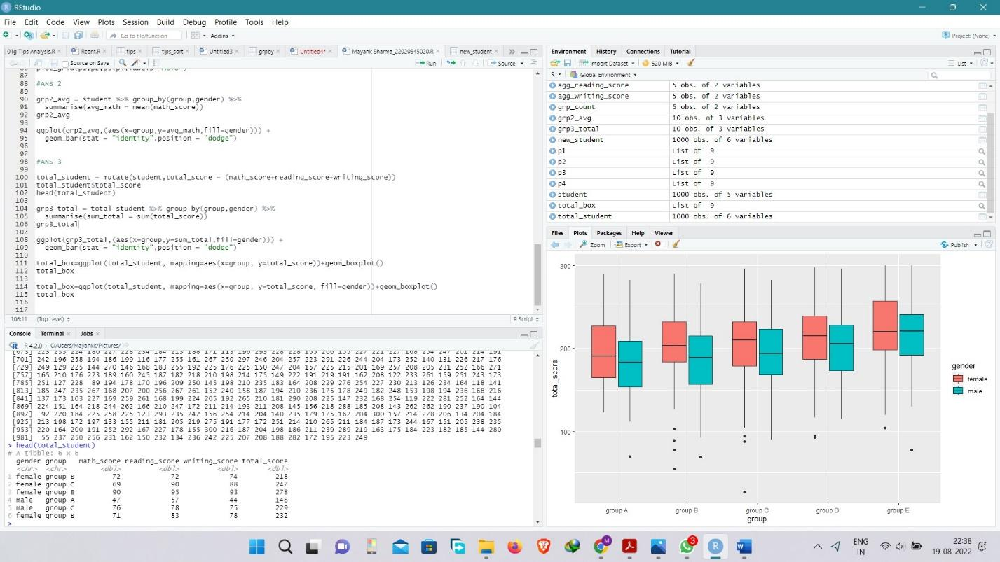 RStudio
File Edit Code View Plots Session Build Debug Profile Tools Help
Go to file/function Addins Project: (None)
01g Tips Analysis.R Rcont.R tips tips_sort Untitled3 grpby Untitled4* Mayank Sharma_22020845020.R new_student
Source on Save Run Source
87
88 #ANS 2
89
90 grp2_avg = student %>% group_by(group,gender) %>%
91 summarise(avg_math = mean(math_score))
92 grp2_avg
93
94 ggplot(grp2_avg,(aes(x=group,y=avg_math,fill=gender))) +
95 geom_bar(stat = "identity",position = "dodge")
96
97
98 #ANS 3
99
100 total_student = mutate(student,total_score = (math_score+reading_score+writing_score))
101 total_student$total_score
102 head(total_student)
103
104 grp3_total = total_student %>% group_by(group,gender) %>%
105 summarise(sum_total = sum(total_score))
106 grp3_total
107
108 ggplot(grp3_total,(aes(x=group,y=sum_total,fill=gender))) +
109 geom_bar(stat = "identity",position = "dodge")
110
111 total_box=ggplot(total_student, mapping=aes(x=group, y=total_score))+geom_boxplot()
112 total_box
113
114 total_box=ggplot(total_student, mapping=aes(x=group, y=total_score, fill=gender))+geom_boxplot()
115 total_box
116
117
106:11 (Top Level) R Script
Console Terminal Jobs
R 4.2.0 · C:/Users/Mayankk/Pictures/
[701] 242 196 258 194 186 199 116 177 255 161 267 250 297 246 204 257 223 291 226 244 204 173 252 140 131 226 217 176
[729] 249 129 225 144 270 146 168 183 255 192 225 176 225 150 247 204 157 225 215 201 169 257 208 205 231 252 166 271
[757] 165 210 176 223 189 160 245 187 182 218 210 198 214 175 149 222 191 219 191 162 208 122 233 261 159 251 243 173
[785] 251 127 228 89 194 178 170 196 209 250 145 198 210 235 183 164 208 229 276 254 227 230 213 126 234 164 118 141
[813] 185 247 235 267 168 207 200 256 267 261 152 240 158 187 194 210 236 175 178 249 182 248 153 198 194 236 168 216
[841] 137 173 103 227 169 259 261 168 199 224 205 192 265 210 181 290 208 225 147 232 168 254 119 222 281 252 164 144
[869] 224 151 164 218 244 262 166 210 247 172 211 214 193 211 208 145 156 218 288 185 208 143 262 262 190 237 190 104
[897] 92 220 184 225 258 225 123 293 235 242 156 254 214 204 140 235 179 175 162 204 300 157 214 278 206 134 204 184
[925] 213 198 172 197 133 155 211 181 205 219 275 191 177 172 251 214 210 265 211 184 187 173 244 167 151 205 238 235
[953] 220 164 200 191 252 292 167 227 178 155 300 216 187 204 198 186 211 239 289 219 163 175 184 223 182 185 144 280
[981] 55 237 250 256 231 162 150 232 134 236 242 225 207 208 188 282 172 195 223 249
> head(total_student)
# A tibble: 6 × 6
gender group math_score reading_score writing_score total_score
<chr> <chr> <dbl> <dbl> <dbl> <dbl>
1 female group B 72 72 74 218
2 female group C 69 90 88 247
3 female group B 90 95 93 278
4 male group A 47 57 44 148
5 male group C 76 78 75 229
6 female group B 71 83 78 232
>
Environment History Connections Tutorial
Import Dataset 520 MiB List
R Global Environment
agg_reading_score 5 obs. of 2 variables
agg_writing_score 5 obs. of 2 variables
grp_count 5 obs. of 2 variables
grp2_avg 10 obs. of 3 variables
grp3_total 10 obs. of 3 variables
new_student 1000 obs. of 6 variables
p1 List of 9
p2 List of 9
p3 List of 9
p4 List of 9
student 1000 obs. of 5 variables
total_box List of 9
total_student 1000 obs. of 6 variables
Files Plots Packages Help Viewer
Zoom Export Publish
300
200
100
total_score
group A group B group C group D group E
group
gender
female
male
M
3
ENG
IN
22:38
19-08-2022